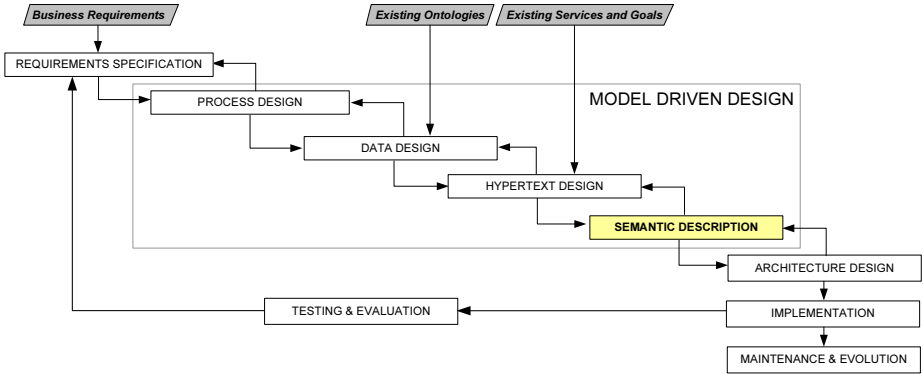 Business Requirements
Existing Ontologies
Existing Services and Goals
REQUIREMENTS SPECIFICATION
MODEL DRIVEN DESIGN
PROCESS DESIGN
DATA DESIGN
HYPERTEXT DESIGN
SEMANTIC DESCRIPTION
ARCHITECTURE DESIGN
TESTING & EVALUATION
IMPLEMENTATION
MAINTENANCE & EVOLUTION